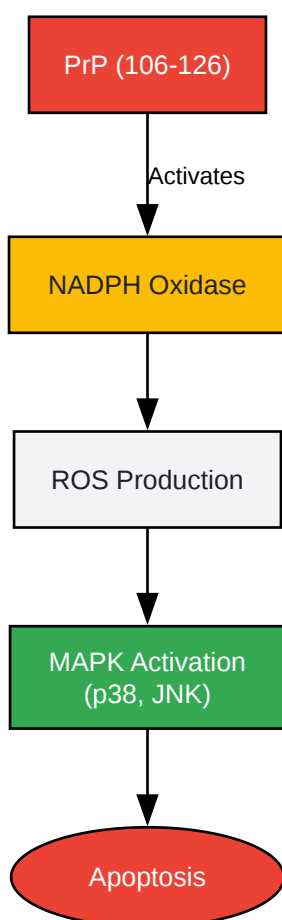 PrP (106-126)
Activates
NADPH Oxidase
ROS Production
MAPK Activation
(p38, JNK)
Apoptosis